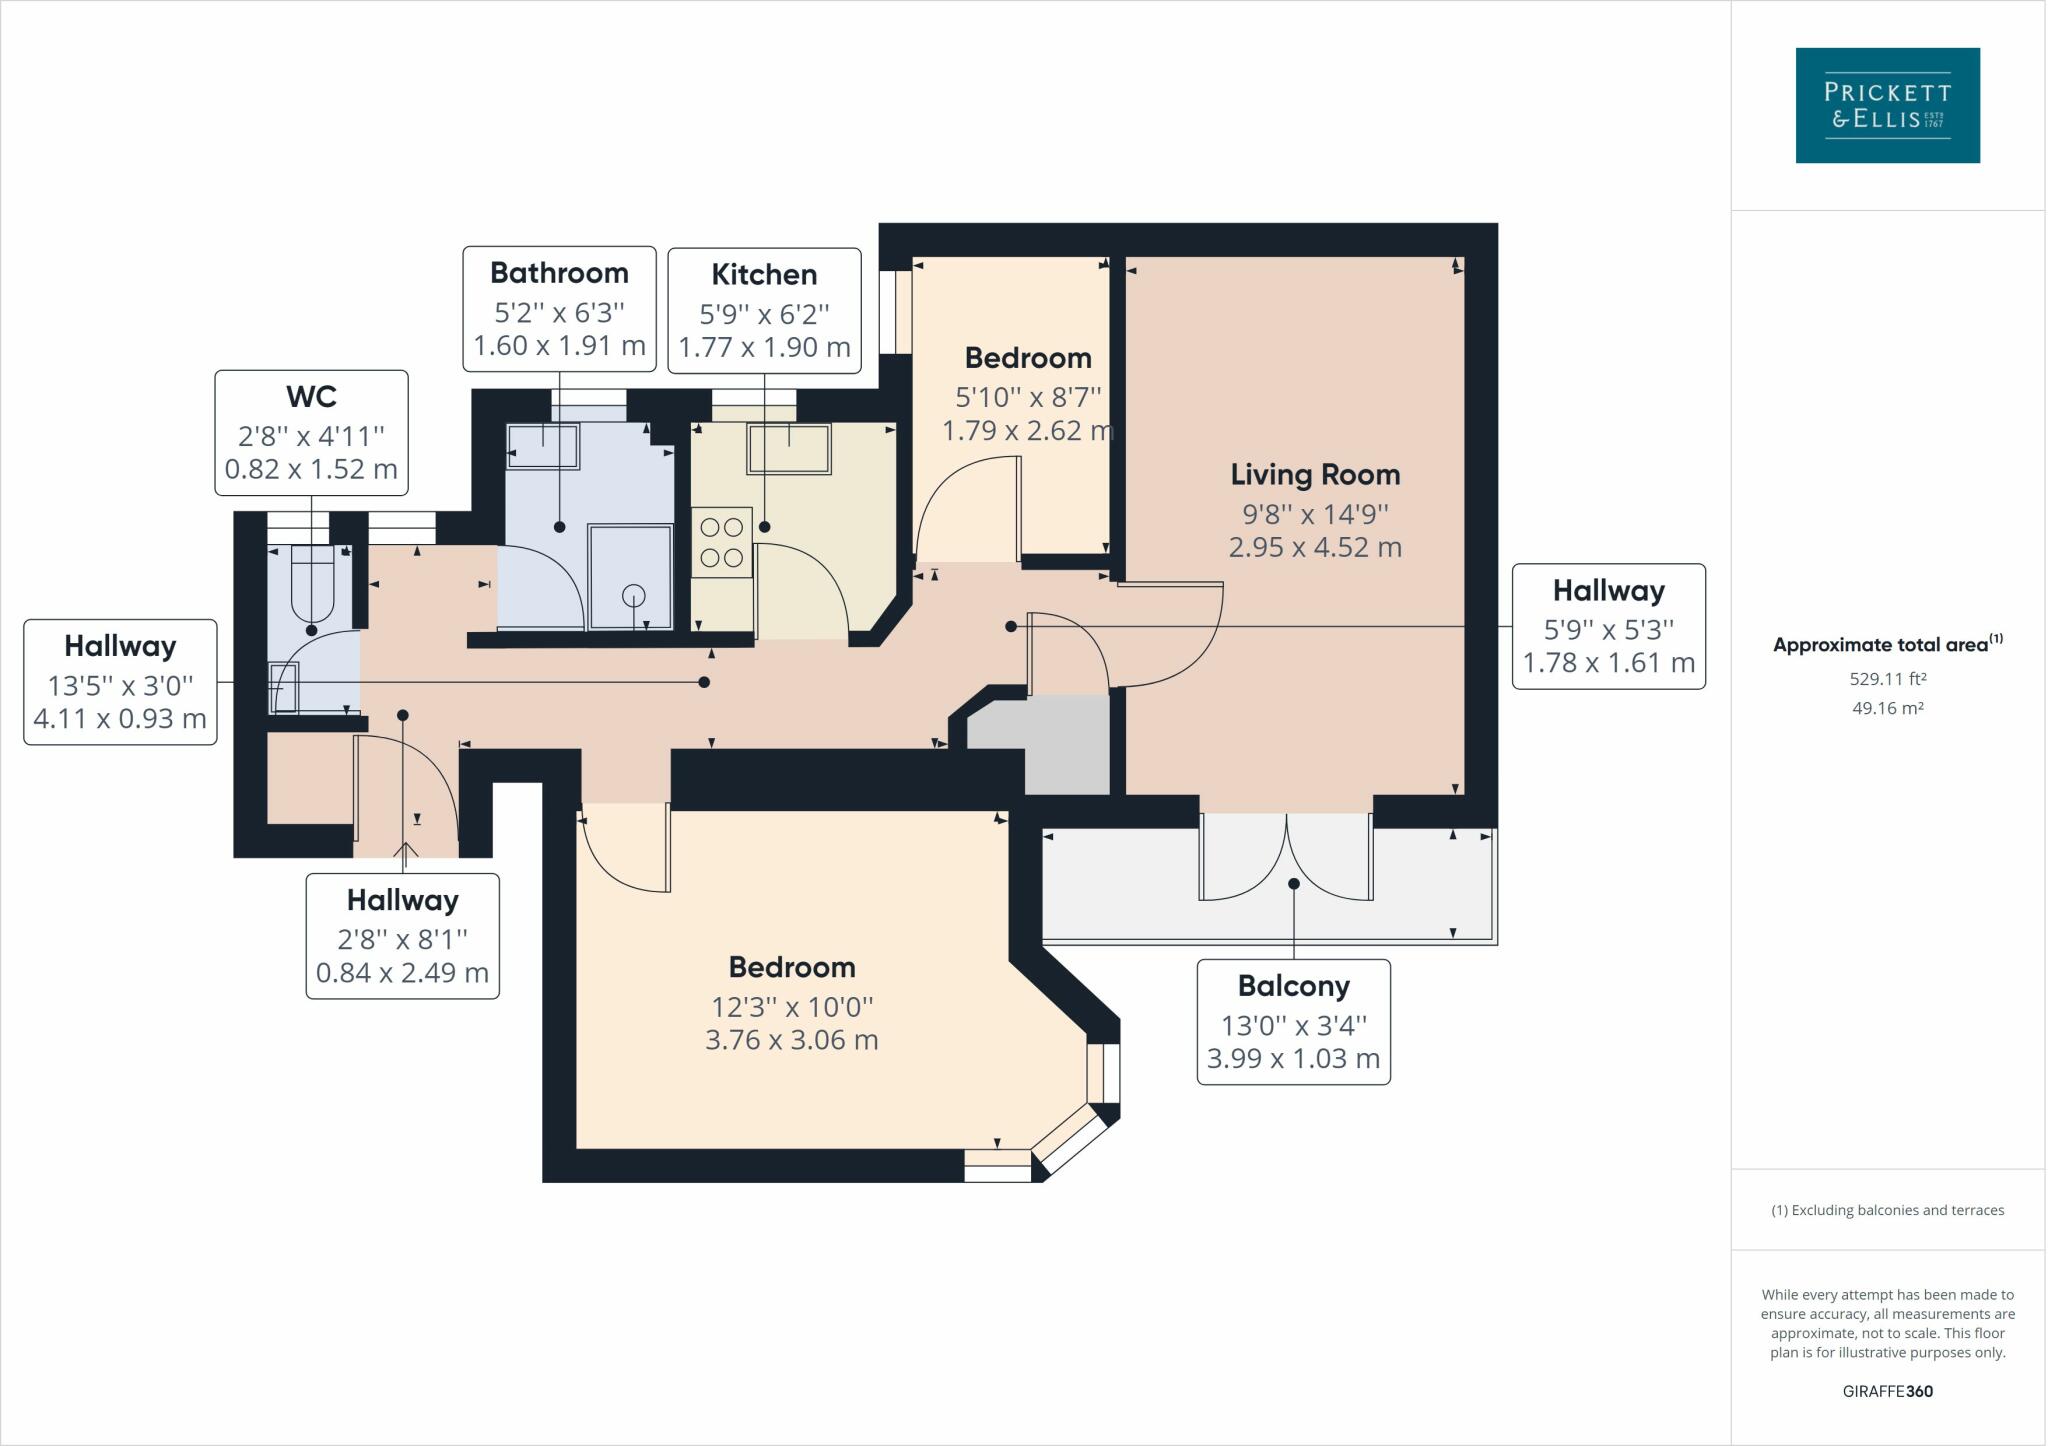 PRICKETT
& ELLIS ESTD 1767
Bathroom
5'2'' x 6'3''
1.60 x 1.91 m
Kitchen
5'9'' x 6'2''
1.77 x 1.90 m
WC
2'8'' x 4'11''
0.82 x 1.52 m
Bedroom
5'10'' x 8'7''
1.79 x 2.62 m
Living Room
9'8'' x 14'9''
2.95 x 4.52 m
Hallway
5'9'' x 5'3''
1.78 x 1.61 m
Hallway
13'5'' x 3'0''
4.11 x 0.93 m
Hallway
2'8'' x 8'1''
0.84 x 2.49 m
Bedroom
12'3'' x 10'0''
3.76 x 3.06 m
Balcony
13'0'' x 3'4''
3.99 x 1.03 m
Approximate total area(1)
529.11 ft²
49.16 m²
(1) Excluding balconies and terraces
While every attempt has been made to
ensure accuracy, all measurements are
approximate, not to scale. This floor
plan is for illustrative purposes only.
GIRAFFE360